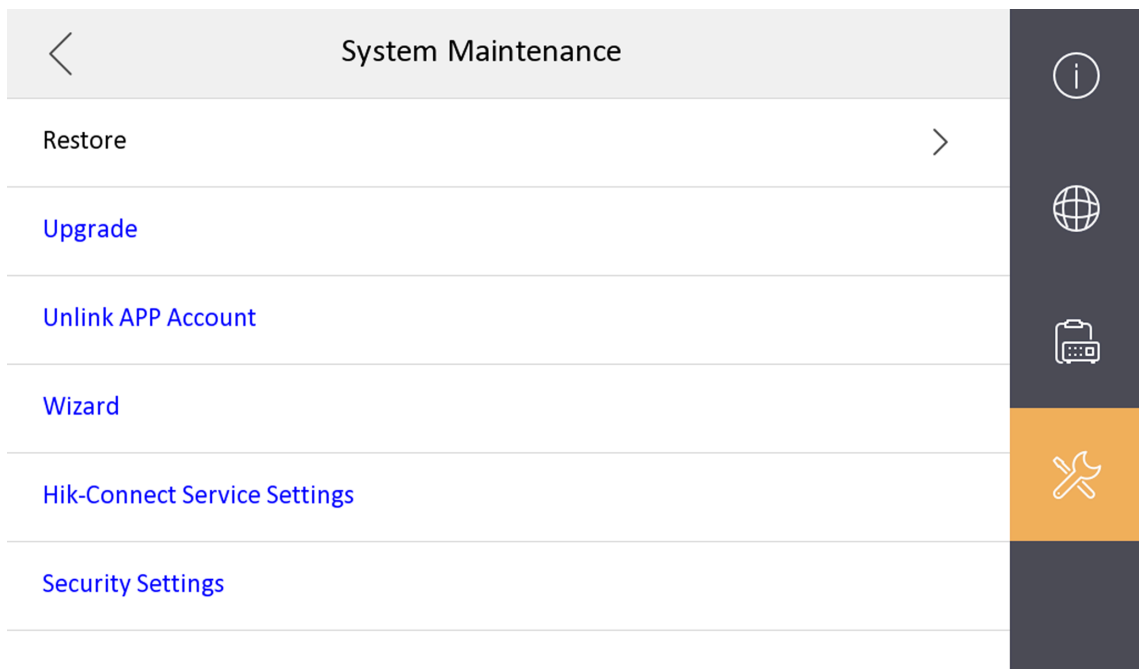 System Maintenance
Restore
Upgrade
Unlink APP Account
Wizard
Hik-Connect Service Settings
Security Settings